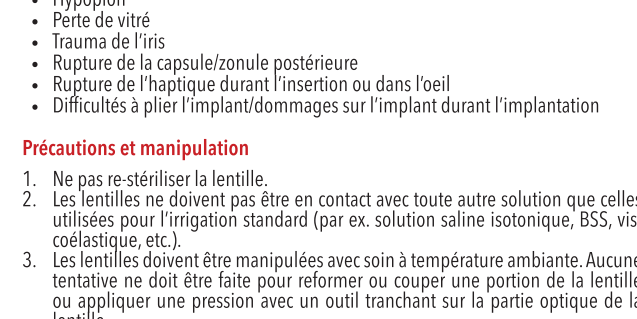 Hypopion
• Perte de vitré
• Trauma de l’iris
• Rupture de la capsule/zonule postérieure
• Rupture de l’haptique durant l’insertion ou dans l’oeil
• Difficultés à plier l’implant/dommages sur l’implant durant l’implantation
Précautions et manipulation
1. Ne pas re-stériliser la lentille.
2. Les lentilles ne doivent pas être en contact avec toute autre solution que celles
utilisées pour l’irrigation standard (par ex. solution saline isotonique, BSS, vis
coélastique, etc.).
3. Les lentilles doivent être manipulées avec soin à température ambiante. Aucune
tentative ne doit être faite pour reformer ou couper une portion de la lentille
ou appliquer une pression avec un outil tranchant sur la partie optique de la
lentille.